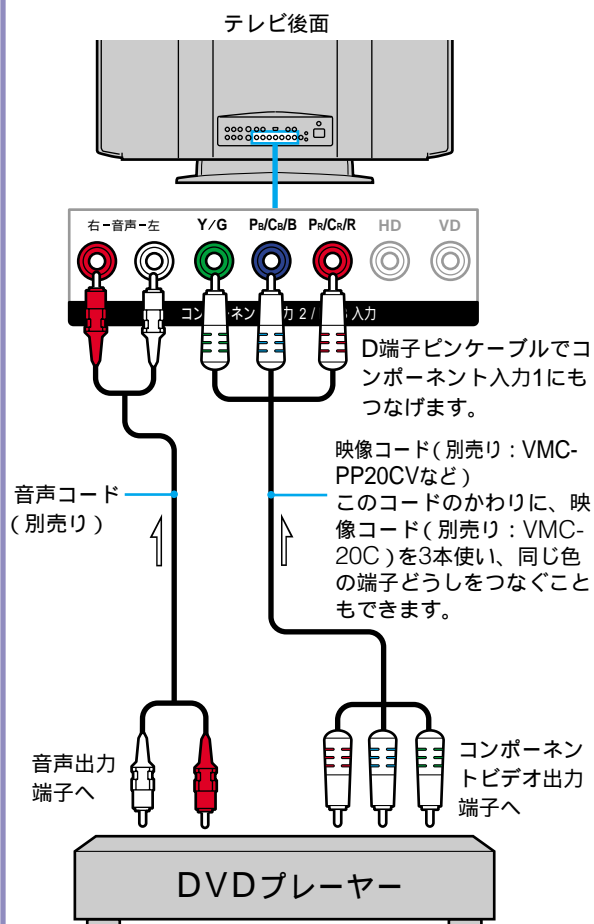 テレビ後面
右-音声-左 Y/G PB/CB/B PR/CR/R HD VD
コン ネン 力 2 / 入力
D端子ピンケーブルでコ
ンポーネント入力1にも
つなげます。
映像コード(別売り:VMC-
PP20CVなど)
このコードのかわりに、映
像コード(別売り:VMC-
20C)を3本使い、同じ色
の端子どうしをつなぐこと
もできます。
音声コード
(別売り)
音声出力
端子へ
コンポーネン
トビデオ出力
端子へ
DVDプレーヤー